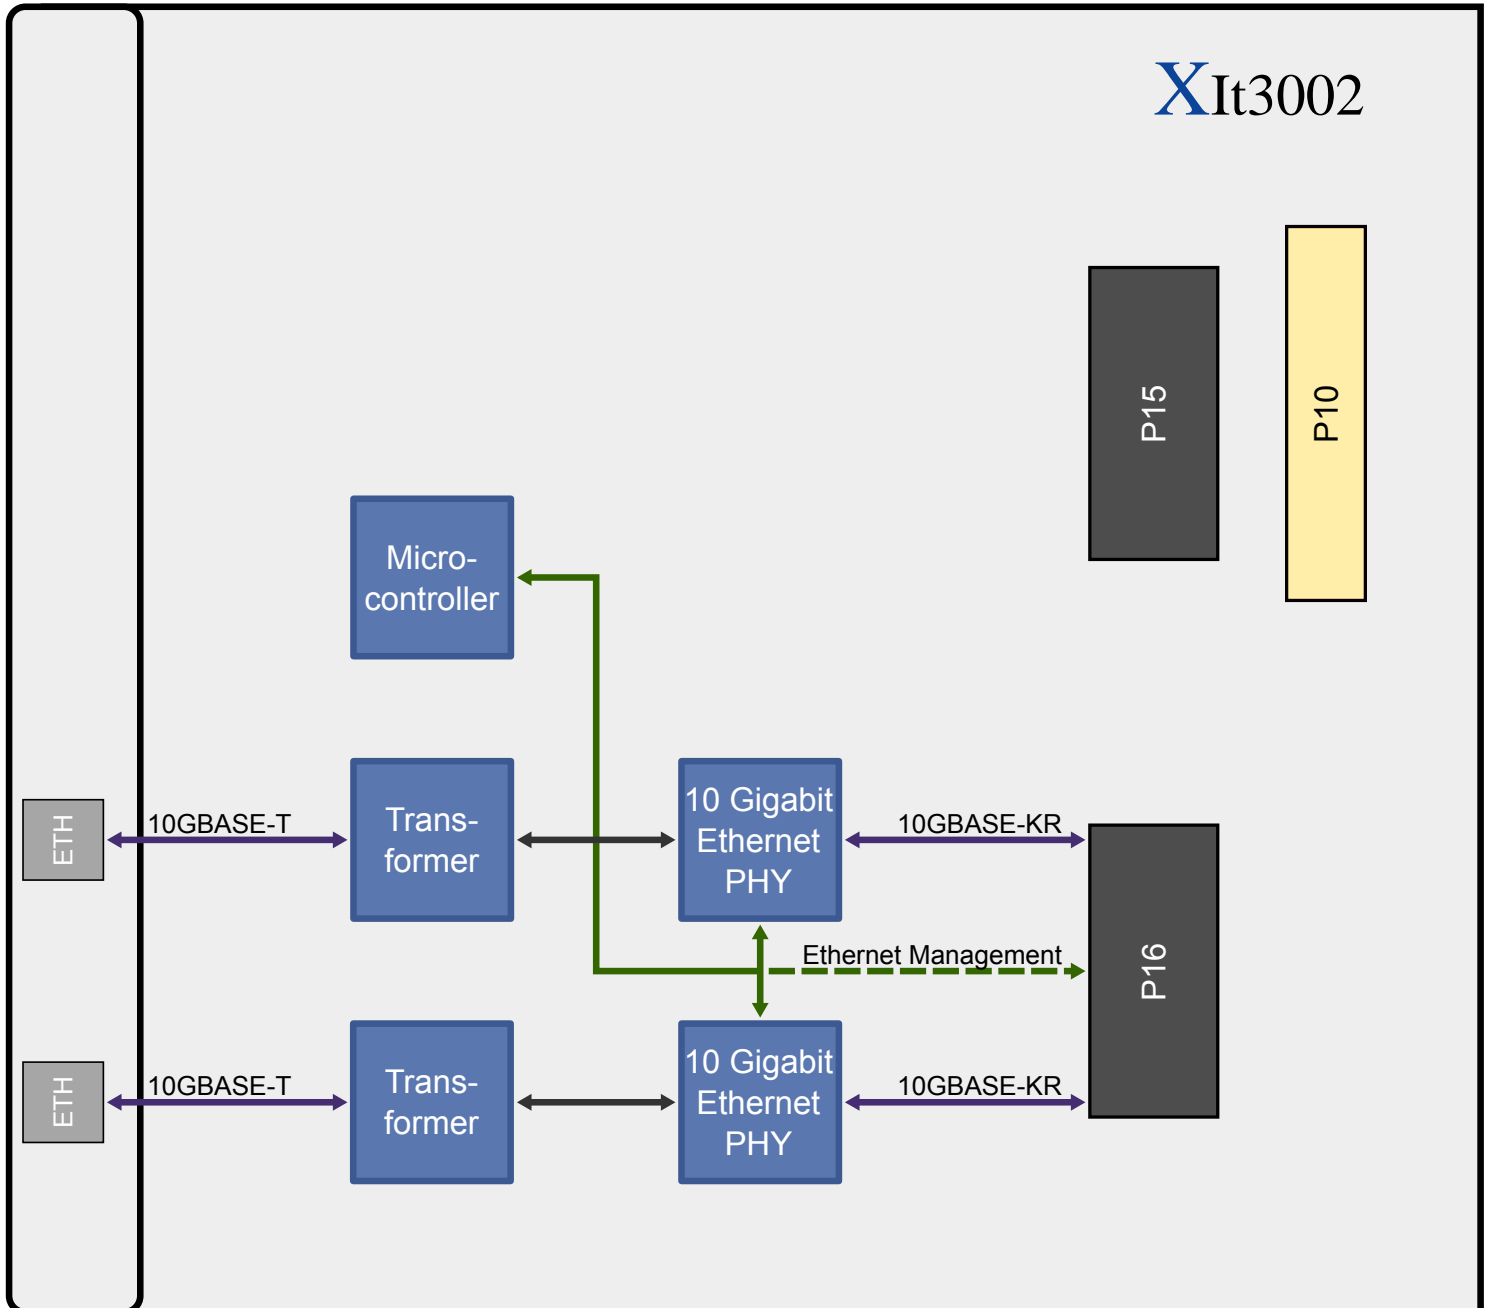 XIt3002
P15
P10
Micro-
controller
ETH
10GBASE-T
Trans-
former
10 Gigabit
Ethernet
PHY
10GBASE-KR
Ethernet Management
P16
ETH
10GBASE-T
Trans-
former
10 Gigabit
Ethernet
PHY
10GBASE-KR